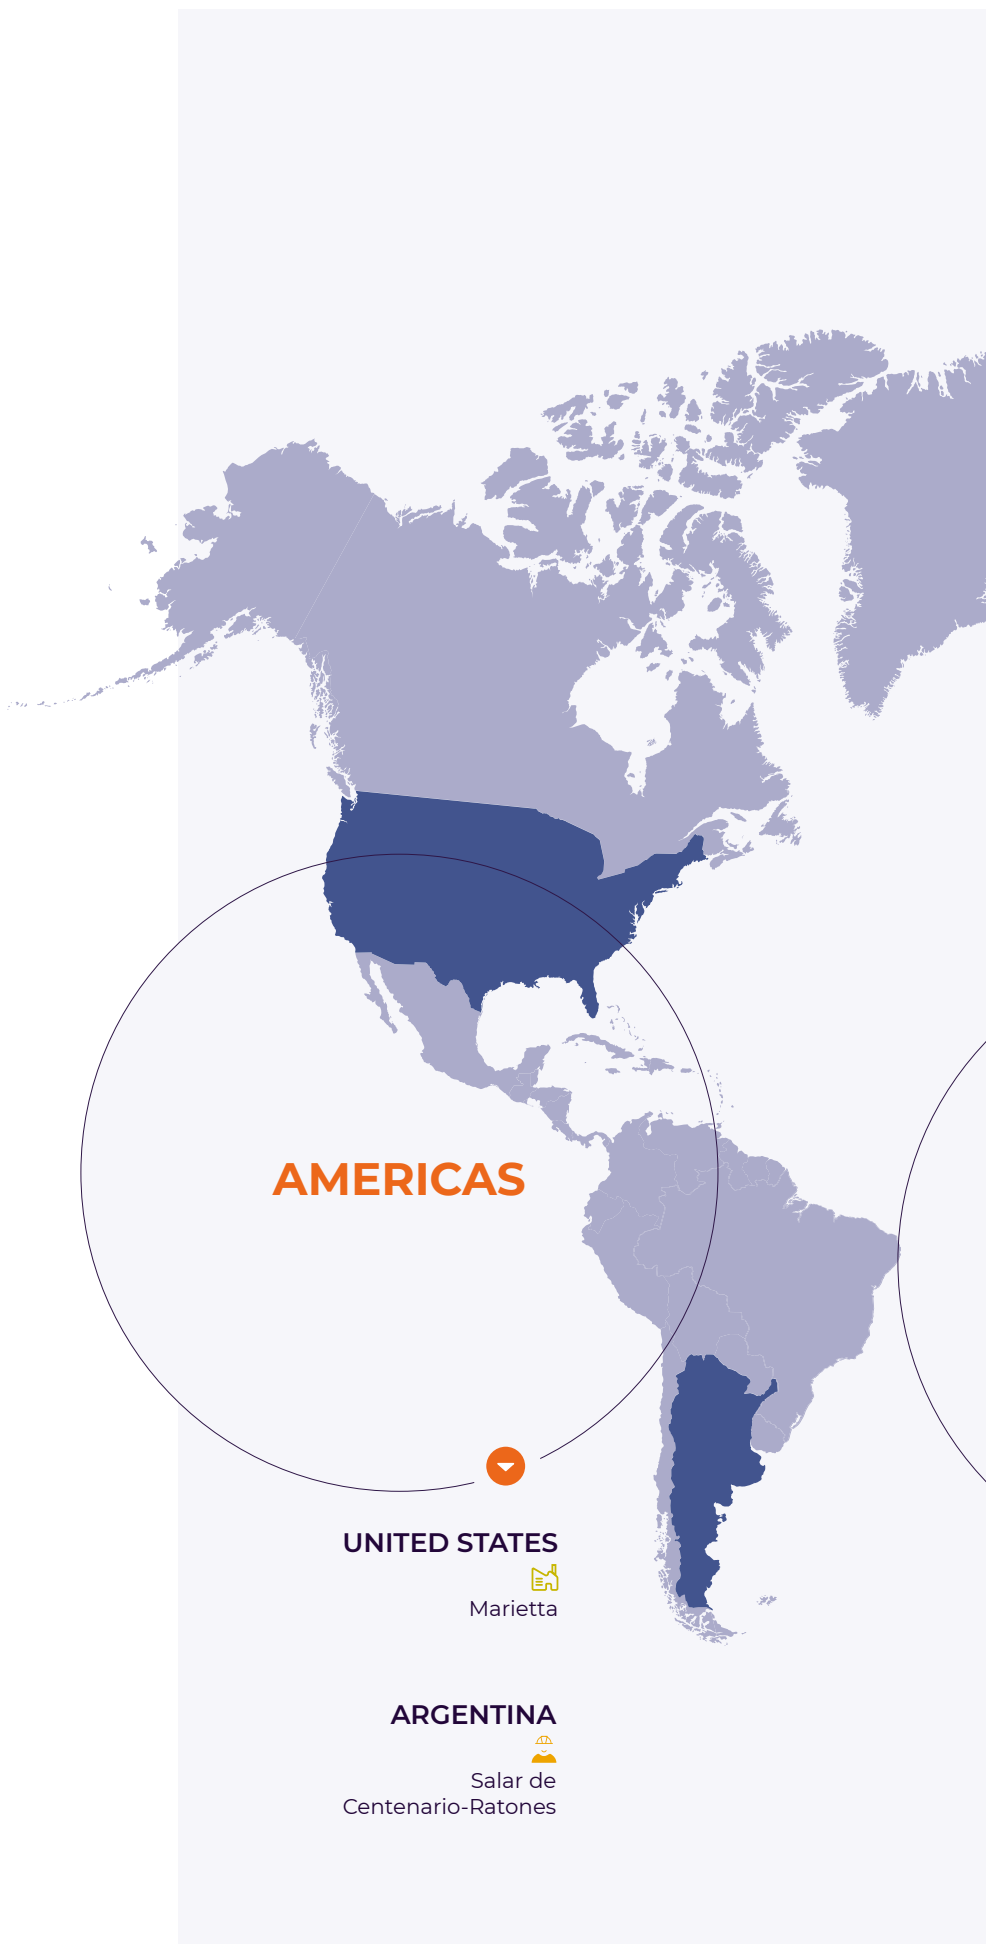 AMERICAS
UNITED STATES
Marietta
ARGENTINA
Salar de
Centenario-Ratones